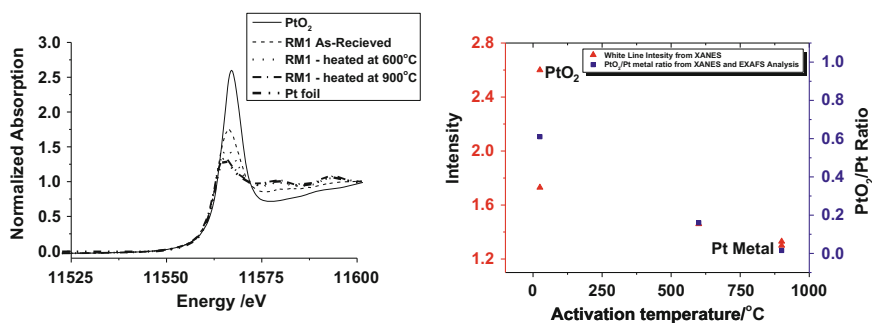 PtO2
RM1 As-Recieved
RM1 - heated at 600°C
RM1 - heated at 900°C
Pt foil
Normalized Absorption
3.0
2.5
2.0
1.5
1.0
0.5
0.0
11525
11550
11575
11600
Energy /eV
White Line Intesity from XANES
PtO2/Pt metal ratio from XANES and EXAFS Analysis
PtO2
Pt Metal
Intensity
2.8
2.4
2.0
1.6
1.2
PtO2/Pt Ratio
1.0
0.8
0.6
0.4
0.2
0.0
0
250
500
750
1000
Activation temperature/°C